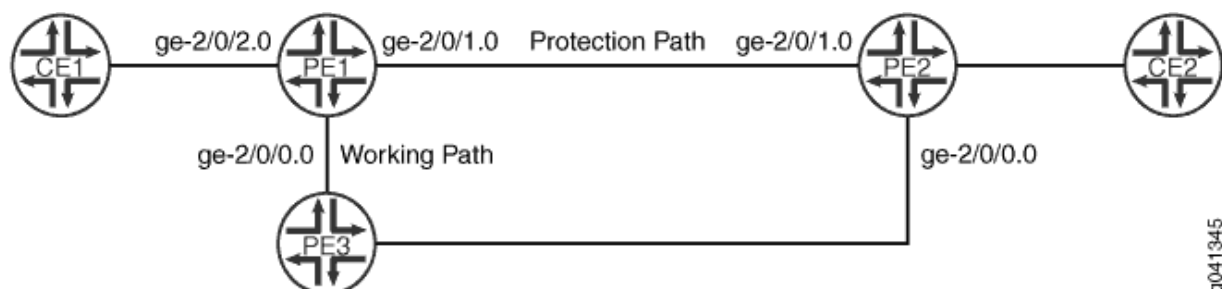 ge-2/0/2.0 ge-2/0/1.0 Protection Path ge-2/0/1.0
CE1 PE1 PE2 CE2
ge-2/0/0.0 Working Path ge-2/0/0.0
PE3
g041345